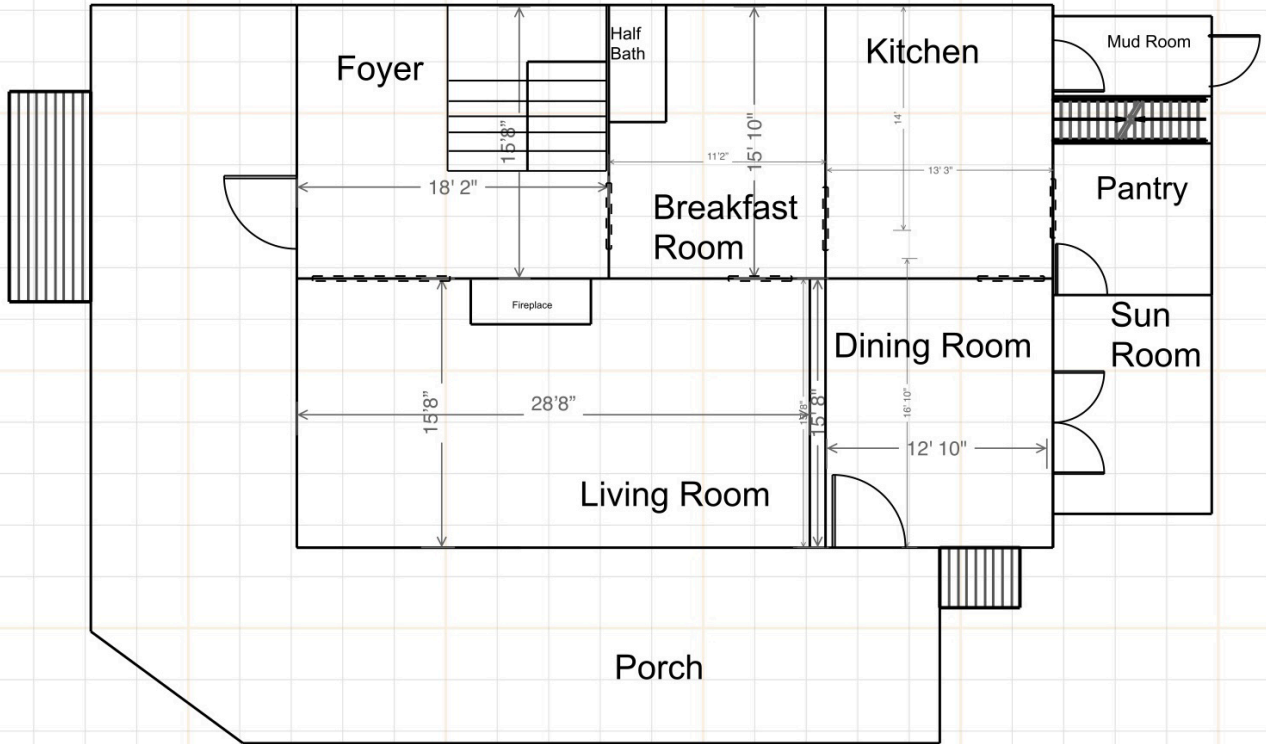 Foyer
Half
Bath
Kitchen
Mud Room
15'8"
15' 10"
14'
11'2"
13' 3"
18' 2"
Pantry
Breakfast
Room
Fireplace
Sun
Room
Dining Room
15'8"
28'8"
15' 8"
16' 10"
12' 10"
Living Room
Porch